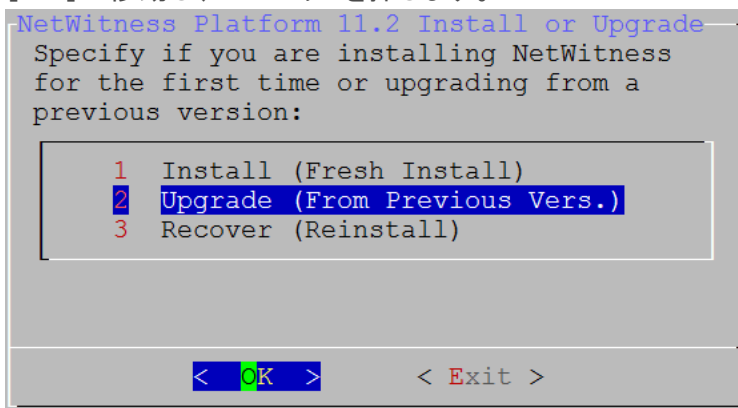 NetWitness Platform 11.2 Install or Upgrade
Specify if you are installing NetWitness
for the first time or upgrading from a
previous version:
1 Install (Fresh Install)
2 Upgrade (From Previous Vers.)
3 Recover (Reinstall)
< OK > < Exit >